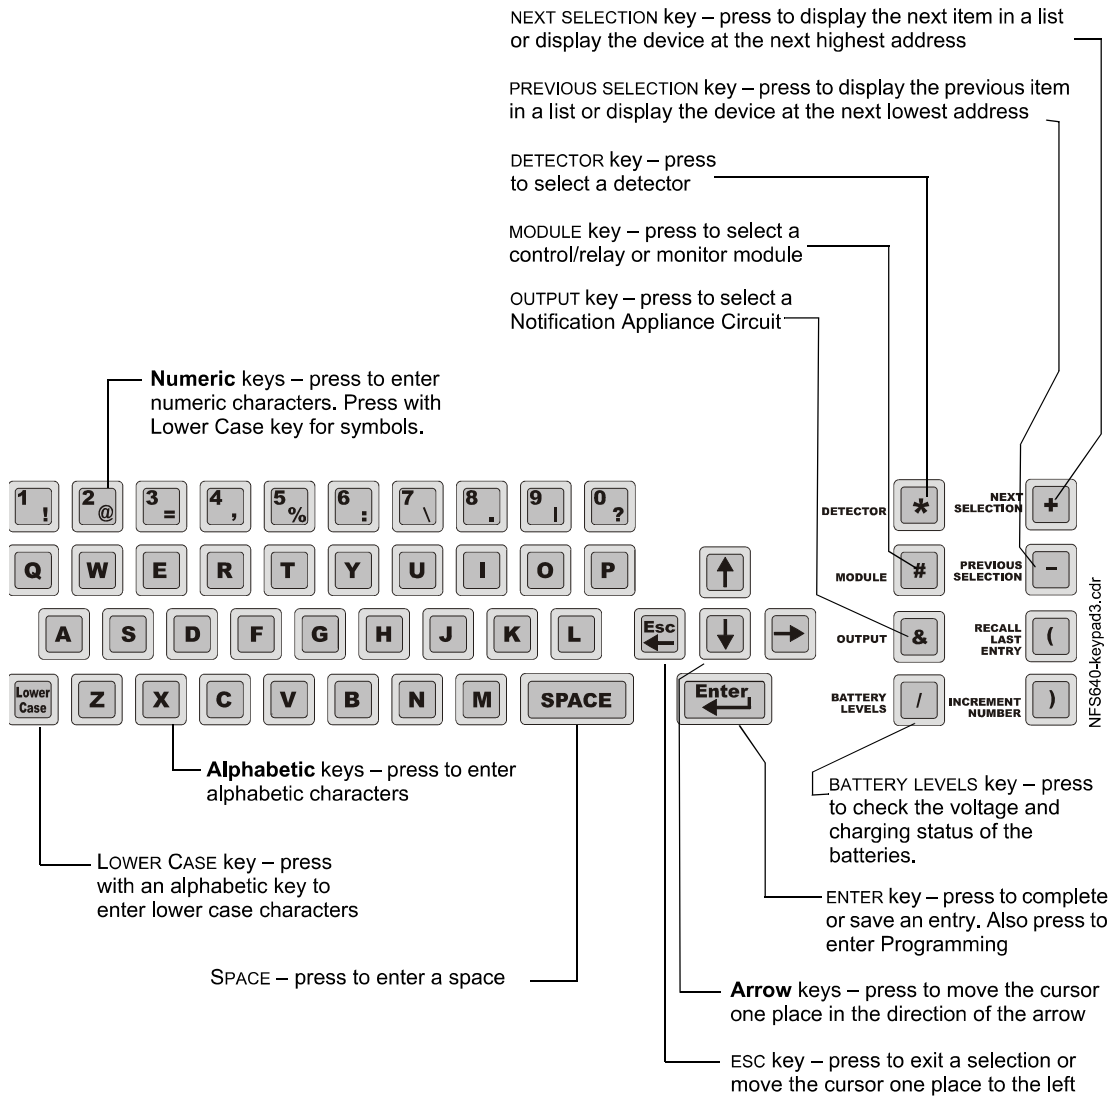 NEXT SELECTION key – press to display the next item in a list
or display the device at the next highest address
PREVIOUS SELECTION key – press to display the previous item
in a list or display the device at the next lowest address
DETECTOR key – press
to select a detector
MODULE key – press to select a
control/relay or monitor module
OUTPUT key – press to select a
Notification Appliance Circuit
Numeric keys – press to enter
numeric characters. Press with
Lower Case key for symbols.
1 ! 2 @ 3 = 4 , 5 % 6 : 7 \ 8 . 9 | 0 ?
DETECTOR * NEXT SELECTION +
Q W E R T Y U I O P
MODULE # PREVIOUS SELECTION –
A S D F G H J K L Esc
OUTPUT & RECALL LAST ENTRY (
Lower Case Z X C V B N M SPACE Enter
BATTERY LEVELS / INCREMENT NUMBER )
NFS640-keypad3.cdr
Alphabetic keys – press to enter
alphabetic characters
BATTERY LEVELS key – press
to check the voltage and
charging status of the
batteries.
LOWER CASE key – press
with an alphabetic key to
enter lower case characters
ENTER key – press to complete
or save an entry. Also press to
enter Programming
SPACE – press to enter a space
Arrow keys – press to move the cursor
one place in the direction of the arrow
ESC key – press to exit a selection or
move the cursor one place to the left